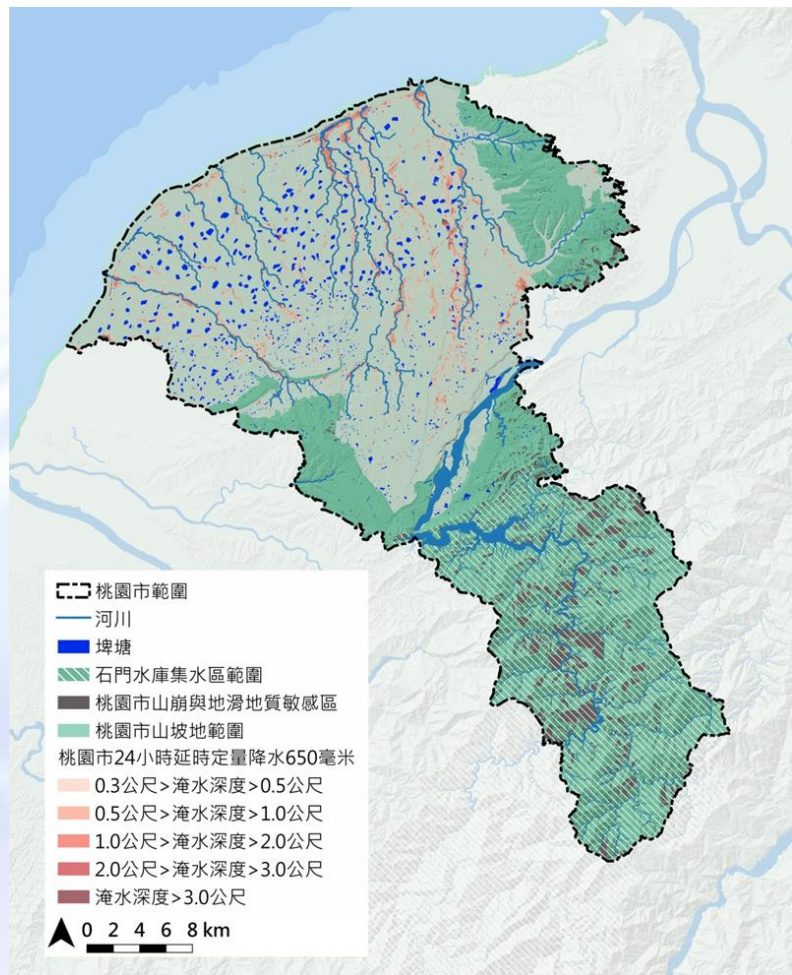 桃園市範圍
河川
埤塘
石門水庫集水區範圍
桃園市山崩與地滑地質敏感區
桃園市山坡地範圍
桃園市24小時延時定量降水650毫米
0.3公尺>淹水深度>0.5公尺
0.5公尺>淹水深度>1.0公尺
1.0公尺>淹水深度>2.0公尺
2.0公尺>淹水深度>3.0公尺
淹水深度>3.0公尺
0 2 4 6 8 km